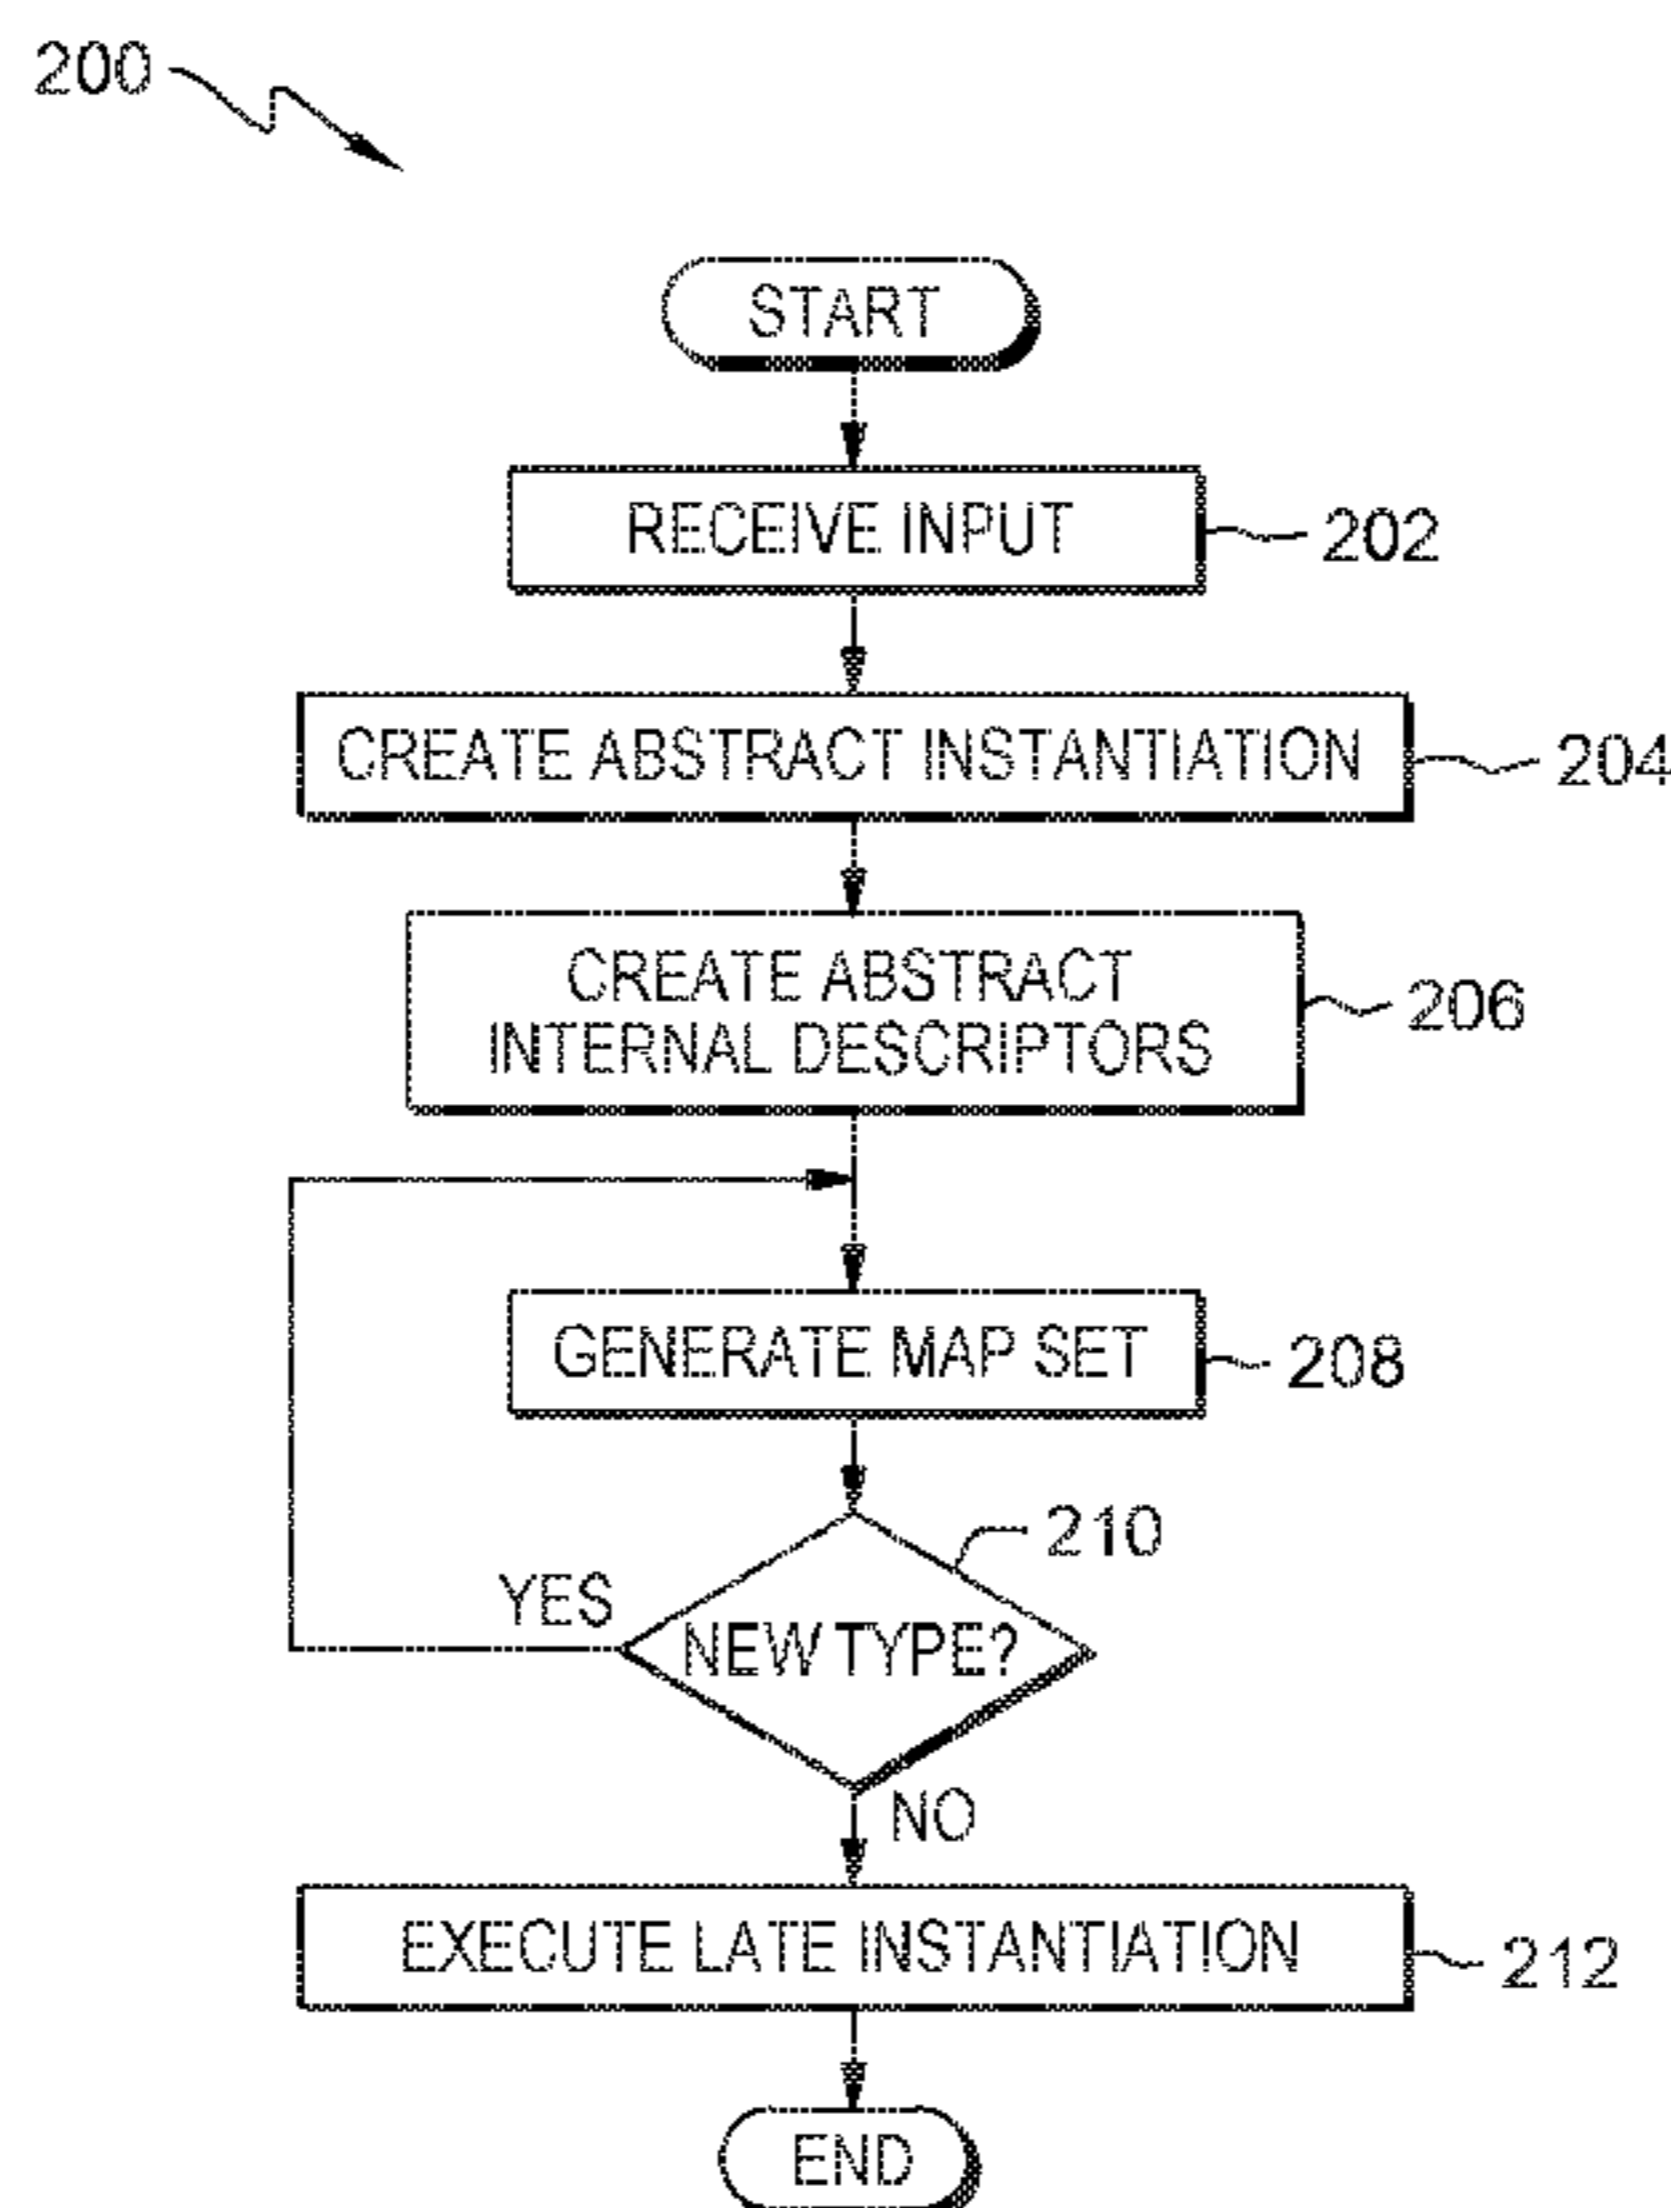 200
START
RECEIVE INPUT
202
CREATE ABSTRACT INSTANTIATION
204
CREATE ABSTRACT
INTERNAL DESCRIPTORS
206
GENERATE MAP SET
208
210
YES
NEW TYPE?
NO
EXECUTE LATE INSTANTIATION
212
END